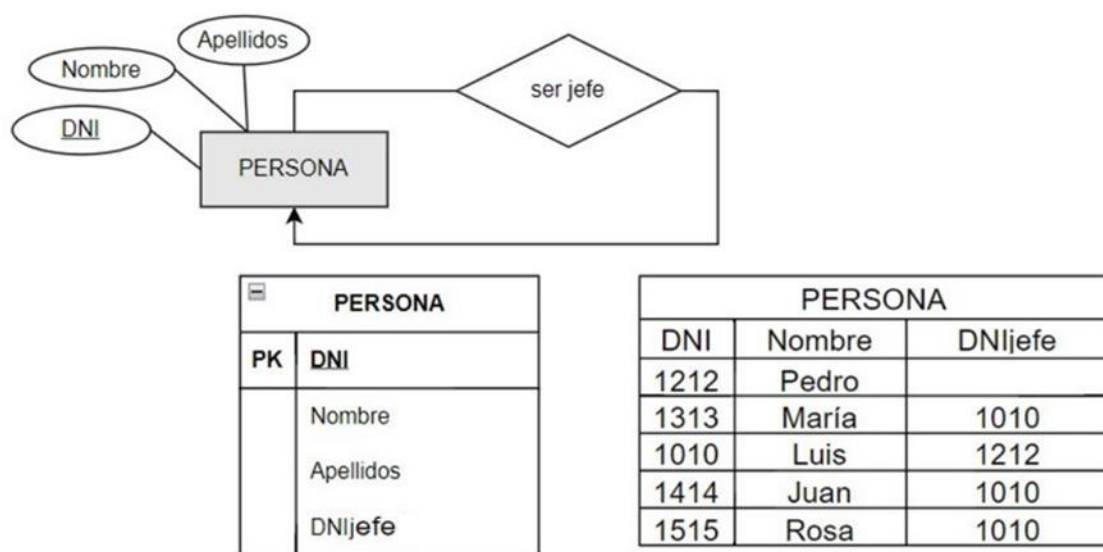 Apellidos
Nombre
DNI
PERSONA
ser jefe
PERSONA
PK DNI
Nombre
Apellidos
DNIjefe
PERSONA
DNI Nombre DNIjefe
1212 Pedro
1313 María 1010
1010 Luis 1212
1414 Juan 1010
1515 Rosa 1010